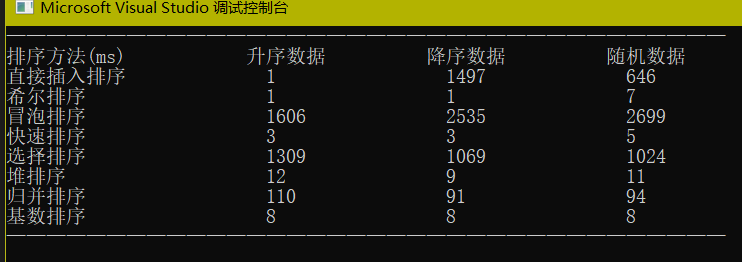 Microsoft Visual Studio 调试控制台
排序方法(ms) 升序数据 降序数据 随机数据
直接插入排序 1 1497 646
希尔排序 1 1 7
冒泡排序 1606 2535 2699
快速排序 3 3 5
选择排序 1309 1069 1024
堆排序 12 9 11
归并排序 110 91 94
基数排序 8 8 8